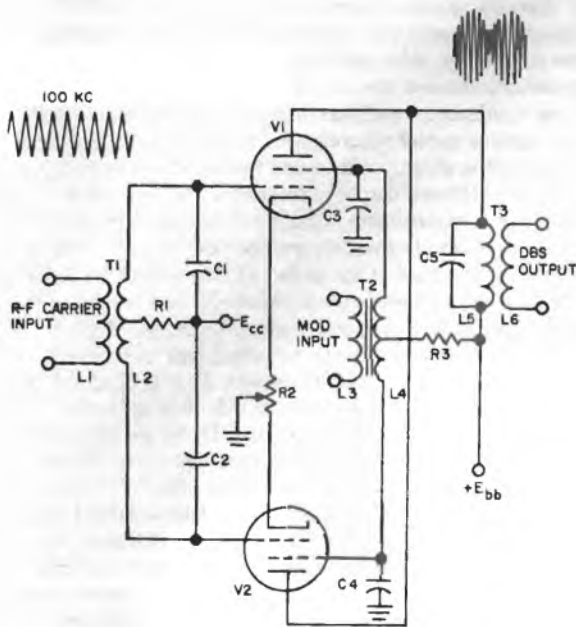 100 KC
V1
C3
T3
C5
DBS
OUTPUT
L5
L6
T1
C1
R-F CARRIER
INPUT
R1
Ecc
L1
L2
T2
MOD
INPUT
R3
L3
L4
R2
C2
+Ebb
V2
C4